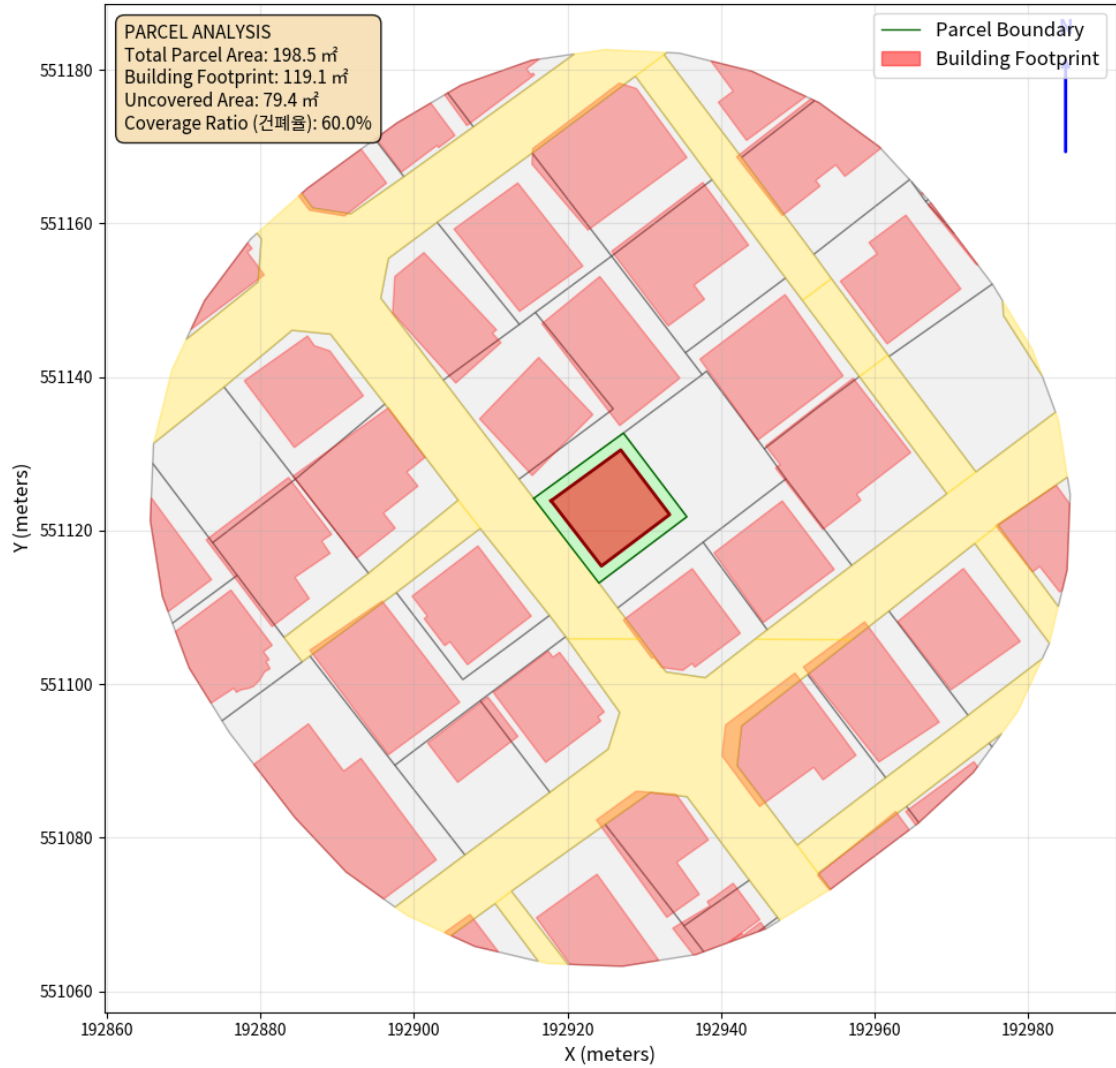 PARCEL ANALYSIS
Total Parcel Area: 198.5 ㎡
Building Footprint: 119.1 ㎡
Uncovered Area: 79.4 ㎡
Coverage Ratio (건폐율): 60.0%
Parcel Boundary
Building Footprint
N
551180
551160
551140
551120
551100
551080
551060
Y (meters)
192860
192880
192900
192920
192940
192960
192980
X (meters)